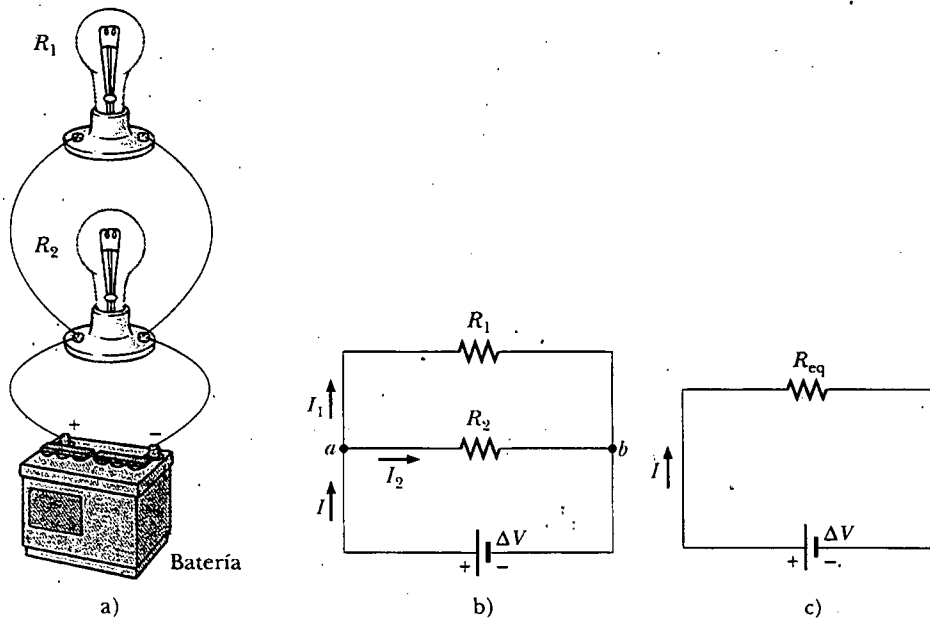 R1
R2
+ −
Batería
a)
R1
I1
R2
a b
I2
I
ΔV
+ −
b)
Req
I
ΔV
+ −
c)